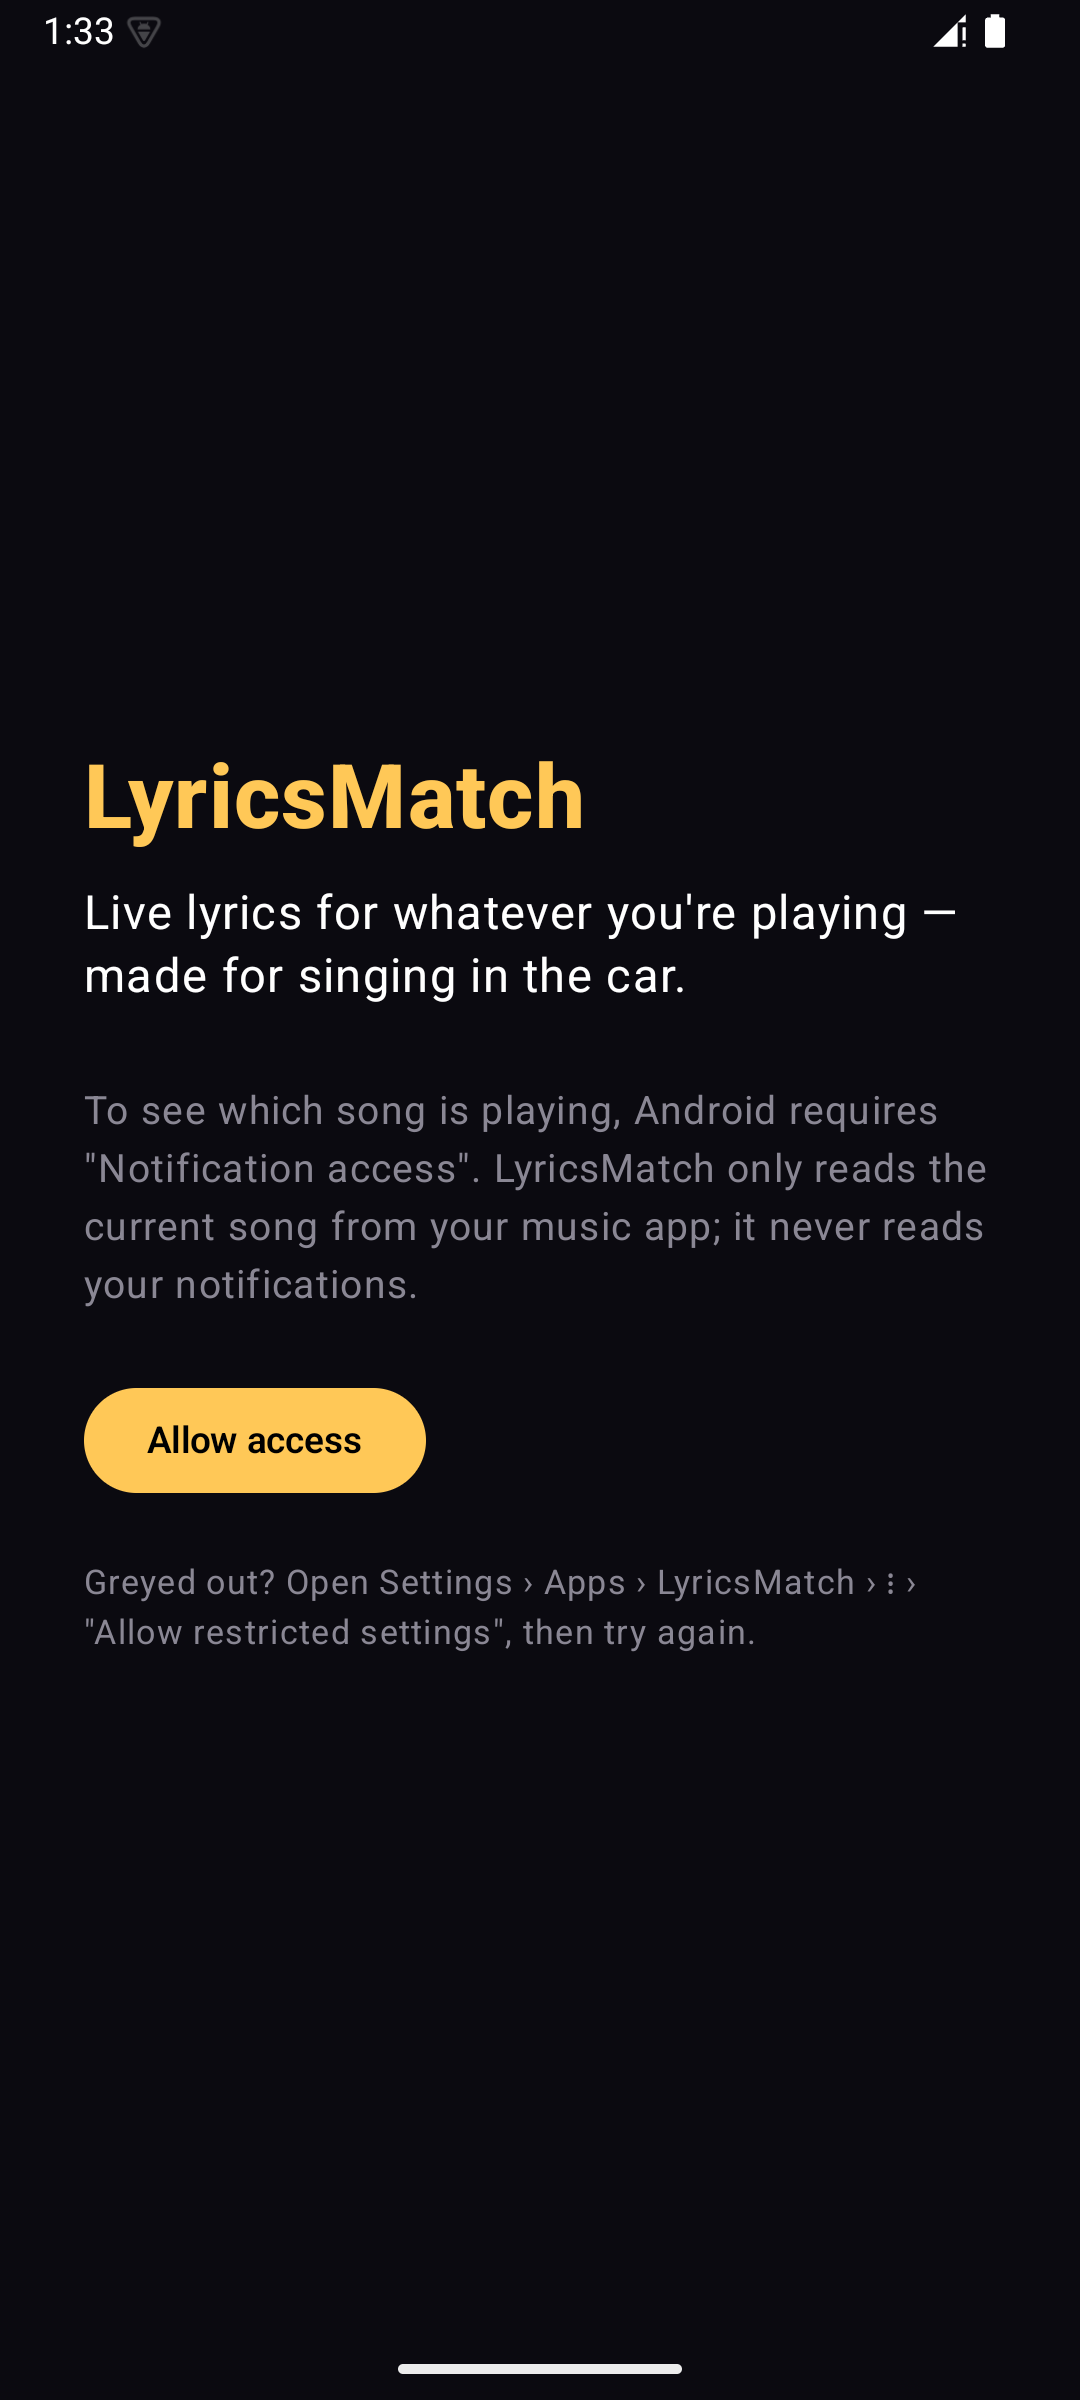 1:33
LyricsMatch
Live lyrics for whatever you're playing —
made for singing in the car.
To see which song is playing, Android requires
"Notification access". LyricsMatch only reads the
current song from your music app; it never reads
your notifications.
Allow access
Greyed out? Open Settings › Apps › LyricsMatch › ⋮ ›
"Allow restricted settings", then try again.